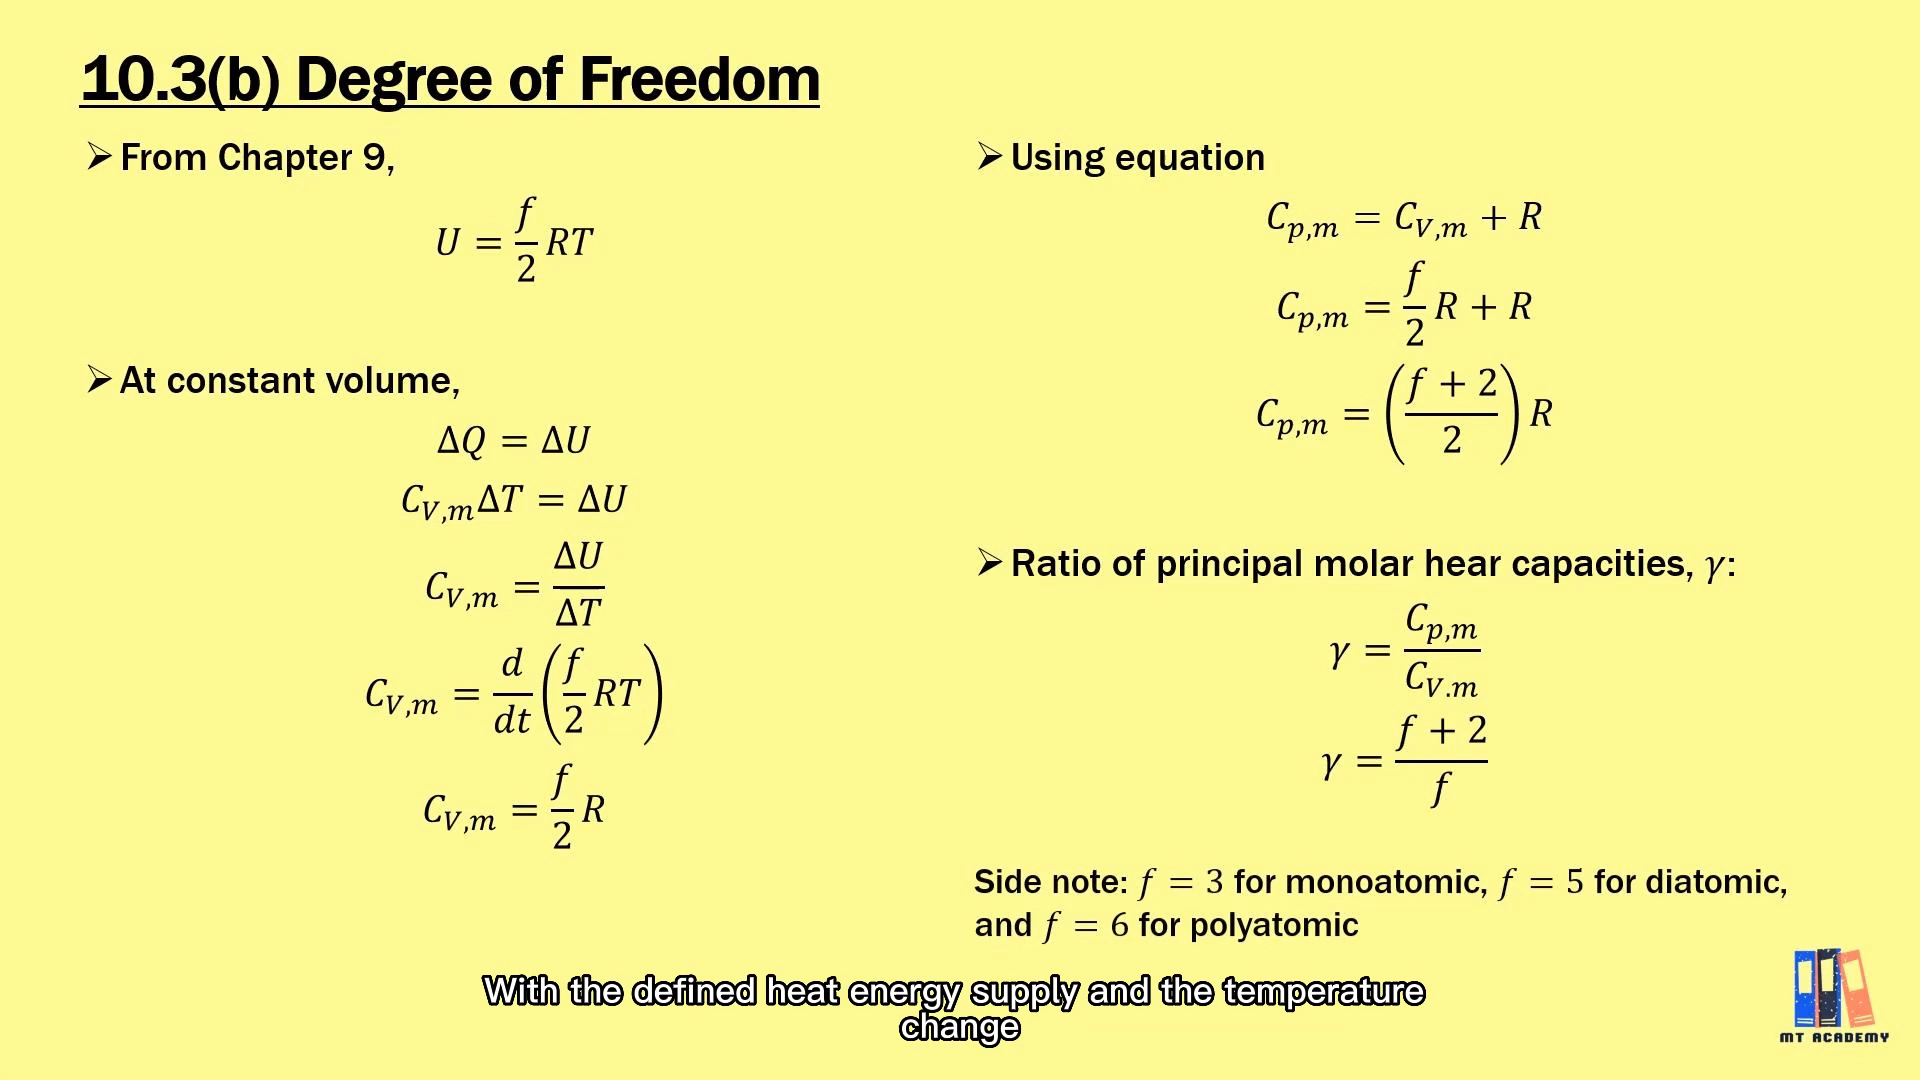 10.3(b) Degree of Freedom
➢ From Chapter 9,
U = f/2 RT
➢ At constant volume,
ΔQ = ΔU
C_{V,m}ΔT = ΔU
C_{V,m} = ΔU/ΔT
C_{V,m} = d/dt (f/2 RT)
C_{V,m} = f/2 R
➢ Using equation
C_{p,m} = C_{V,m} + R
C_{p,m} = f/2 R + R
C_{p,m} = ((f + 2)/2) R
➢ Ratio of principal molar hear capacities, γ:
γ = C_{p,m}/C_{V.m}
γ = (f + 2)/f
Side note: f = 3 for monoatomic, f = 5 for diatomic,
and f = 6 for polyatomic
With the defined heat energy supply and the temperature
change
MT ACADEMY